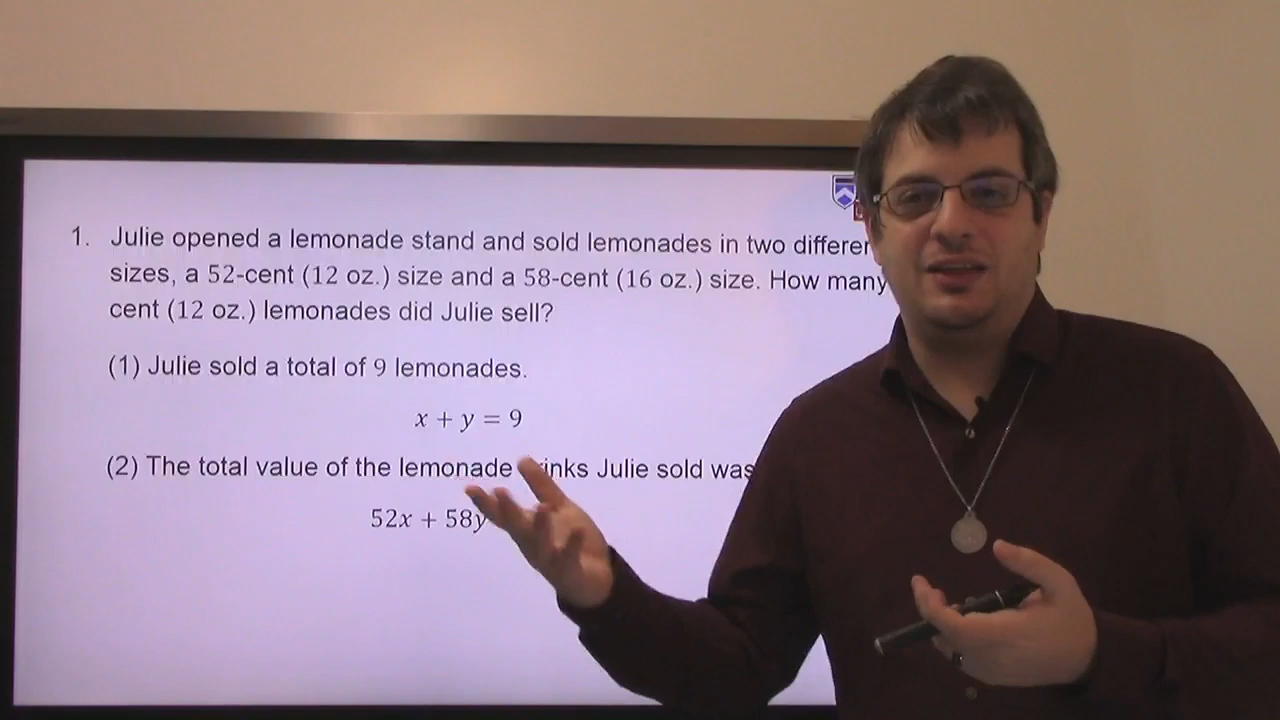 1. Julie opened a lemonade stand and sold lemonades in two
sizes, a 52-cent (12 oz.) size and a 58-cent (16 oz.) size. How many
cent (12 oz.) lemonades did Julie sell?
(1) Julie sold a total of 9 lemonades.
x + y = 9
(2) The total value of the lemonade Julie sold was
52x + 58y